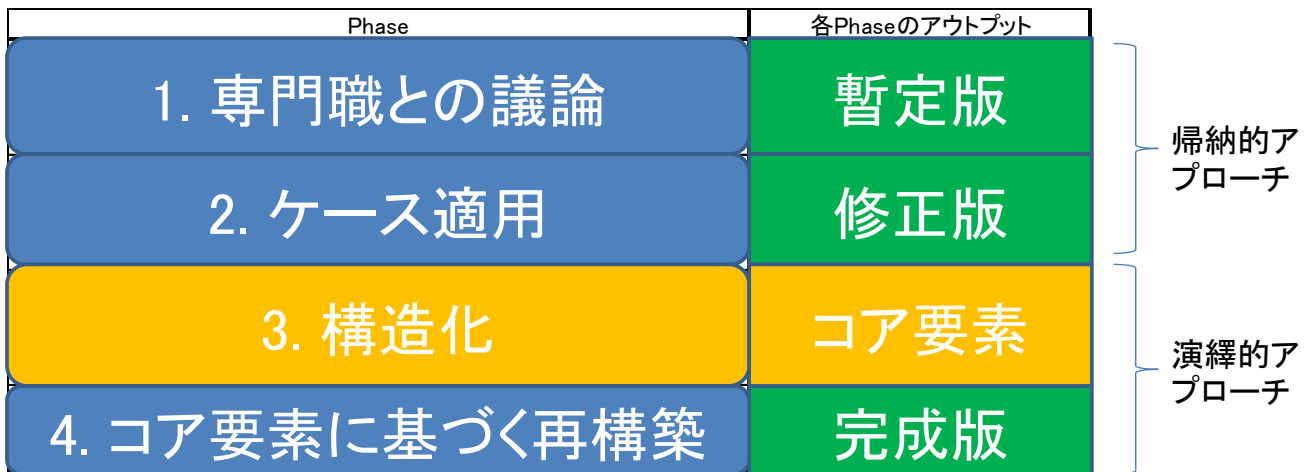 Phase
各Phaseのアウトプット
1. 専門職との議論
暫定版
2. ケース適用
修正版
帰納的ア
プローチ
3. 構造化
コア要素
4. コア要素に基づく再構築
完成版
演繹的ア
プローチ